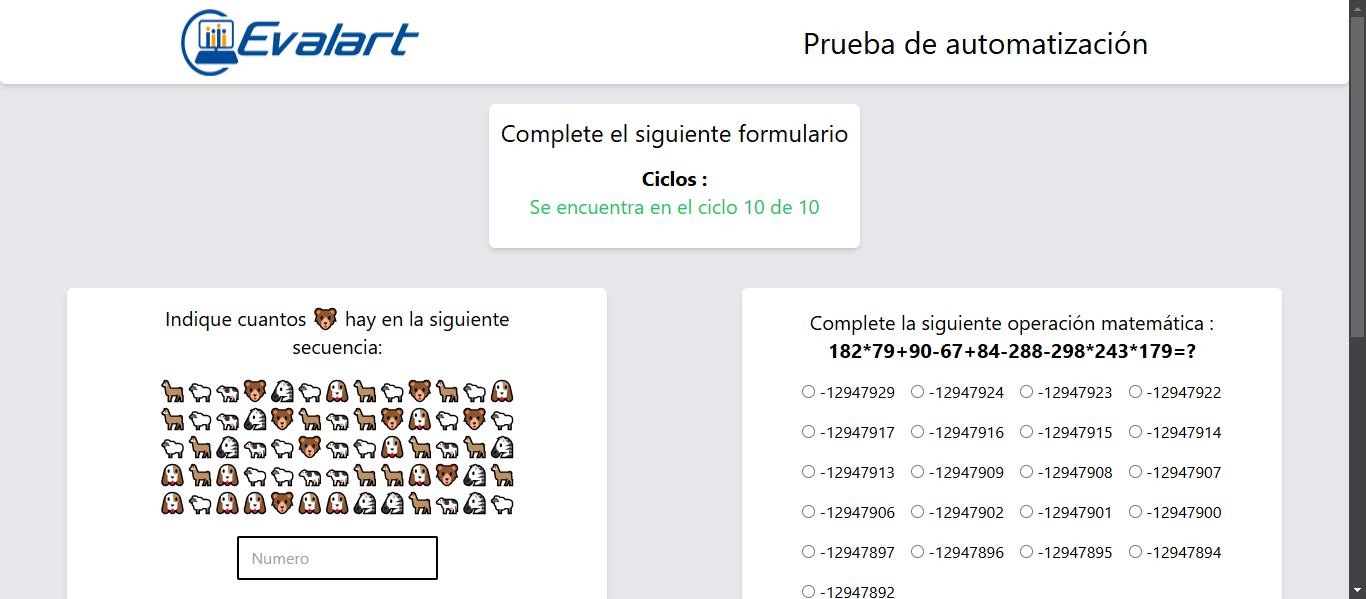 Evalart
Prueba de automatización
Complete el siguiente formulario
Ciclos :
Se encuentra en el ciclo 10 de 10
Indique cuantos 🐻 hay en la siguiente
secuencia:
Numero
Complete la siguiente operación matemática :
182*79+90-67+84-288-298*243*179=?
-12947929 -12947924 -12947923 -12947922
-12947917 -12947916 -12947915 -12947914
-12947913 -12947909 -12947908 -12947907
-12947906 -12947902 -12947901 -12947900
-12947897 -12947896 -12947895 -12947894
-12947892